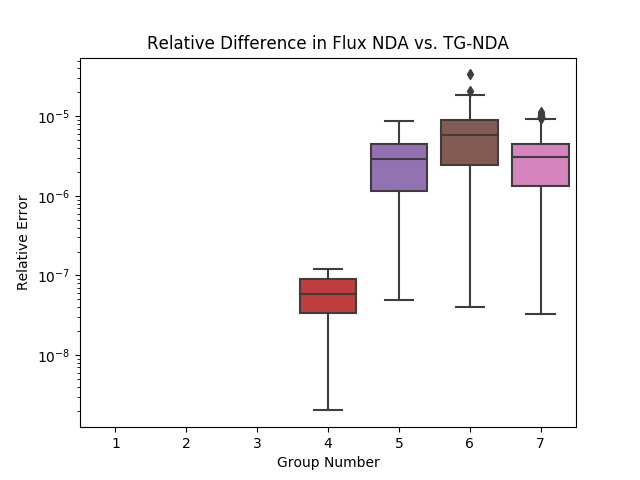 Relative Difference in Flux NDA vs. TG-NDA
Relative Error
10⁻⁵
10⁻⁶
10⁻⁷
10⁻⁸
1 2 3 4 5 6 7
Group Number